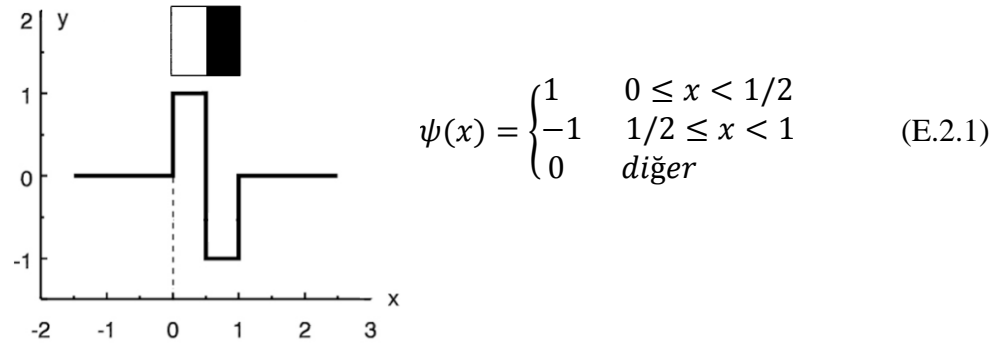 2 y
1
0
-1
-2 -1 0 1 2 3
x
ψ(x) = {1 0 ≤ x < 1/2
−1 1/2 ≤ x < 1
0 diğer
(E.2.1)